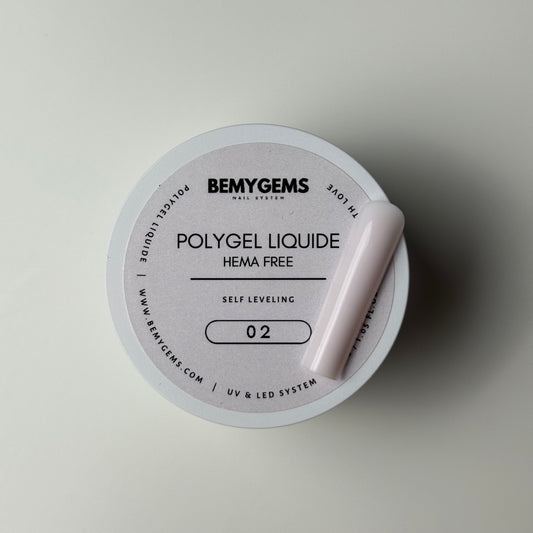 BEMYGEMS
NAIL SYSTEM
POLYGEL LIQUIDE
HEMA FREE
SELF LEVELING
02
POLYGEL LIQUIDE | WWW.BEMYGEMS.COM | UV & LED SYSTEM
LOVE